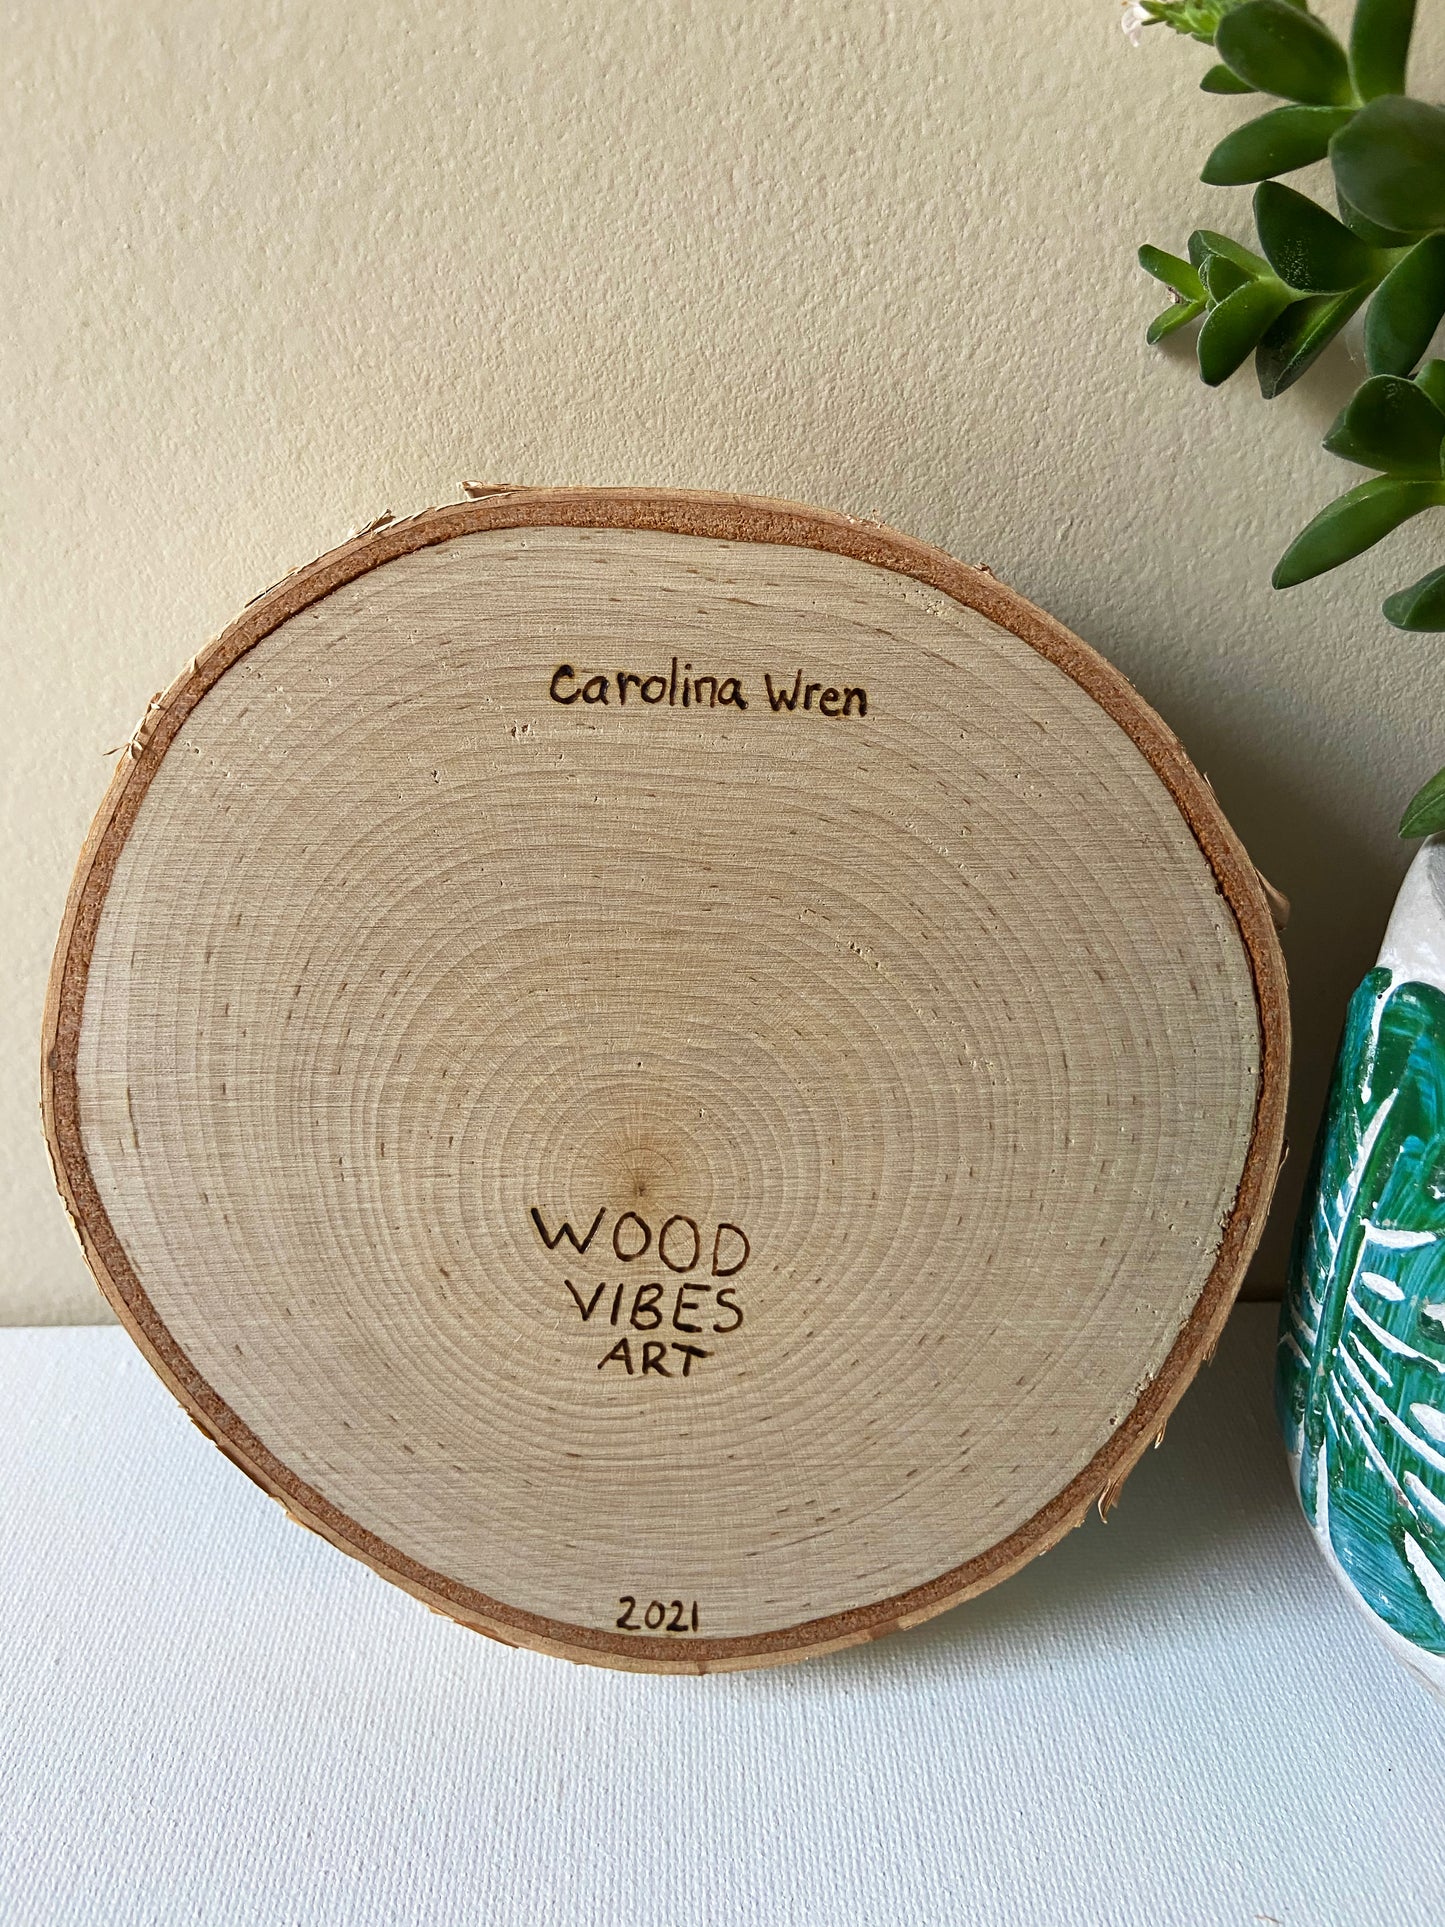 Carolina Wren
WOOD
VIBES
ART
2021